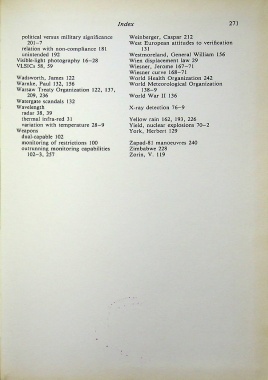 Index 271
political versus military significance
201-7
relation with non-compliance 181
unintended 192
Visible-light photography 16-28
VLSICs 58, 59
Wadsworth, James 122
Warnke, Paul 132, 136
Warsaw Treaty Organization 122, 137,
209, 236
Watergate scandals 132
Wavelength
radar 38, 39
thermal infra-red 31
variation with temperature 28-9
Weapons
dual-capable 102
monitoring of restrictions 100
outrunning monitoring capabilities
102-3, 257
Weinberger, Caspar 212
West European attitudes to verification
151
Westmoreland, General William 156
Wien displacement law 29
Wiesner, Jerome 167-71
Wiesner curve 168-71
World Health Organization 242
World Meteorological Organization
138-9
World War II 136
X-ray detection 76-9
Yellow rain 162, 193, 226
Yield, nuclear explosions 70-2
York, Herbert 129
Zapad-81 manoeuvres 240
Zimbabwe 228
Zorin, V. 119